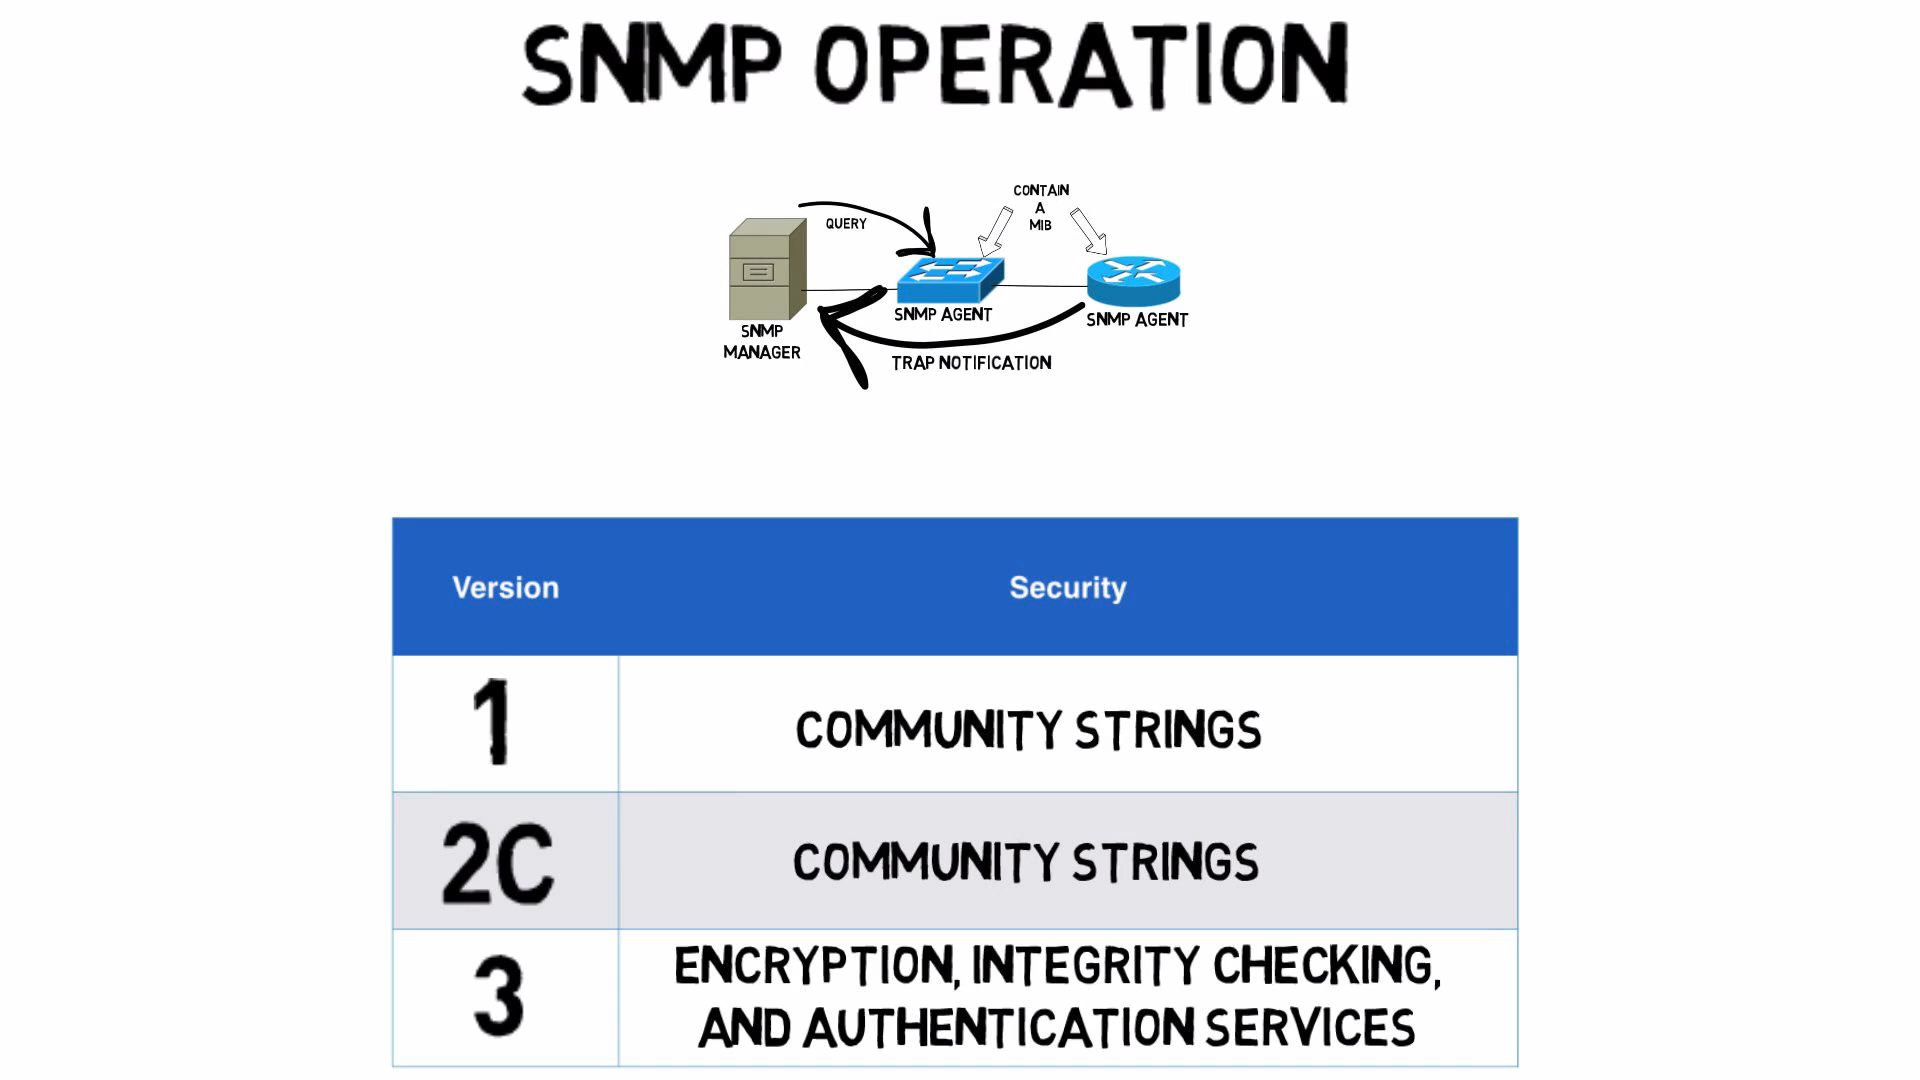 SNMP OPERATION
CONTAIN
A
MIB
QUERY
SNMP AGENT
SNMP AGENT
SNMP
MANAGER
TRAP NOTIFICATION
Version Security
1 COMMUNITY STRINGS
2C COMMUNITY STRINGS
3 ENCRYPTION, INTEGRITY CHECKING,
AND AUTHENTICATION SERVICES